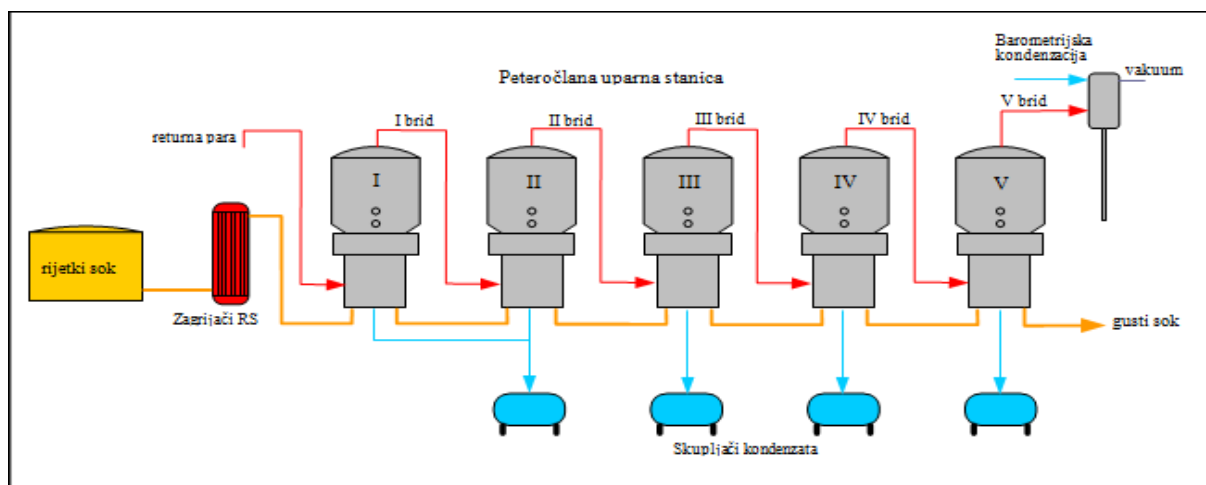 Barometrijska
kondenzacija
vakuum
Peteročlana uparna stanica
V brid
I brid
II brid
III brid
IV brid
returna para
I
II
III
IV
V
rijetki sok
Zagrijači RS
gusti sok
Skupljači kondenzata